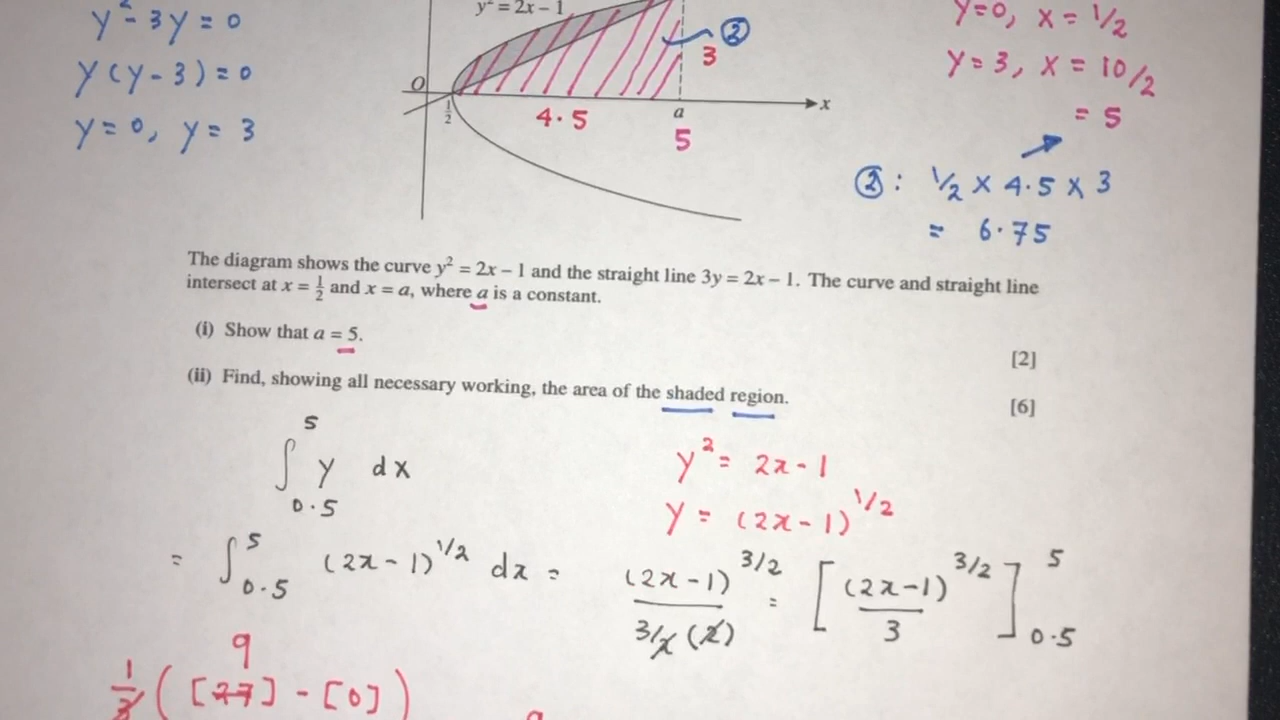 y² - 3y = 0
y(y-3) = 0
y = 0, y = 3
y² = 2x - 1
②
3
O
1/2
4.5
a
5
x
y=0, x = 1/2
y=3, x = 10/2
= 5
②: 1/2 x 4.5 x 3
= 6.75
The diagram shows the curve y² = 2x – 1 and the straight line 3y = 2x – 1. The curve and straight line
intersect at x = 1/2 and x = a, where a is a constant.
(i) Show that a = 5.
[2]
(ii) Find, showing all necessary working, the area of the shaded region.
[6]
∫_{0.5}^{5} y dx
y² = 2x - 1
y = (2x-1)^{1/2}
= ∫_{0.5}^{5} (2x-1)^{1/2} dx = (2x-1)^{3/2} / 3/2(2) = [(2x-1)^{3/2} / 3]_{0.5}^{5}
9
1/3 ( [27] - [0] )